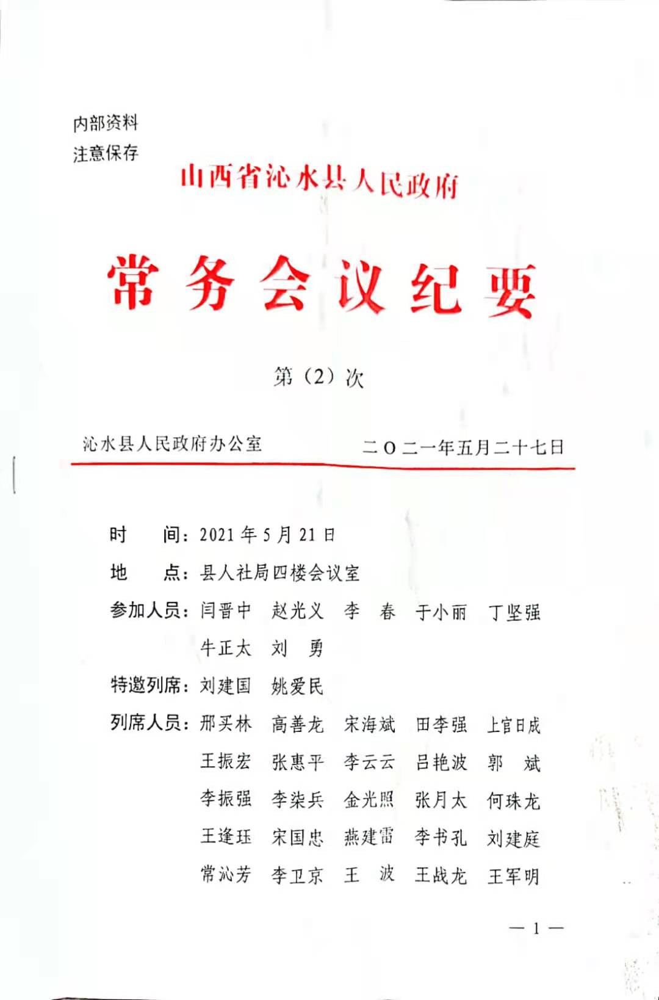 内部资料
注意保存
山西省沁水县人民政府
常务会议纪要
第（2）次
沁水县人民政府办公室 二〇二一年五月二十七日
时 间：2021年5月21日
地 点：县人社局四楼会议室
参加人员：闫晋中 赵光义 李 春 于小丽 丁坚强
牛正太 刘 勇
特邀列席：刘建国 姚爱民
列席人员：邢买林 高善龙 宋海斌 田李强 上官日成
王振宏 张惠平 李云云 吕艳波 郭 斌
李振强 李柒兵 金光照 张月太 何珠龙
王逢珏 宋国忠 燕建雷 李书孔 刘建庭
常沁芳 李卫京 王 波 王战龙 王军明
— 1 —